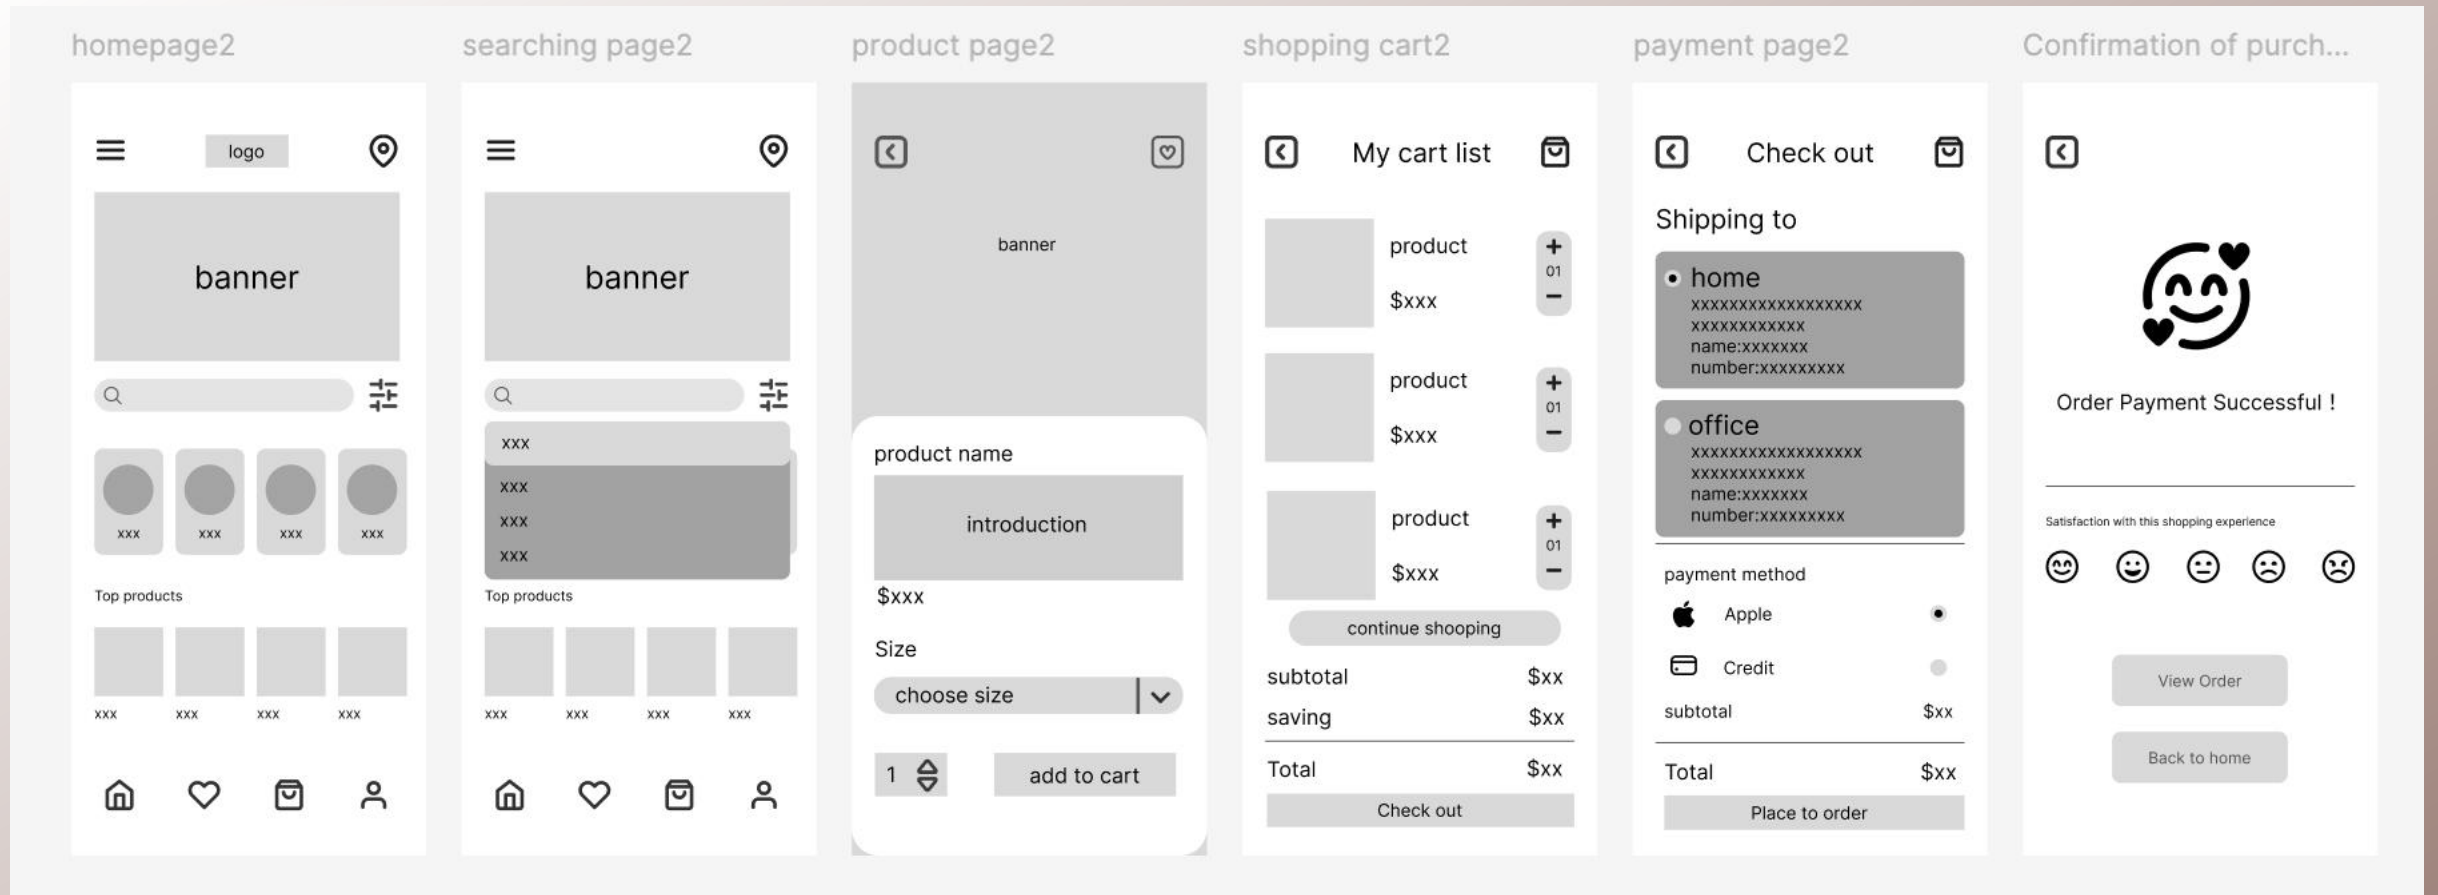 homepage2
logo
banner
xxx xxx xxx xxx
Top products
xxx xxx xxx xxx
searching page2
banner
xxx
xxx
xxx
xxx
Top products
xxx xxx xxx xxx
product page2
banner
product name
introduction
$xxx
Size
choose size
1 add to cart
shopping cart2
My cart list
product
01
$xxx
product
01
$xxx
product
01
$xxx
continue shooping
subtotal $xx
saving $xx
Total $xx
Check out
payment page2
Check out
Shipping to
home
xxxxxxxxxxxxxxxxxx
xxxxxxxxxxxx
name:xxxxxxx
number:xxxxxxxxx
office
xxxxxxxxxxxxxxxxxx
xxxxxxxxxxxx
name:xxxxxxx
number:xxxxxxxxx
payment method
Apple
Credit
subtotal $xx
Total $xx
Place to order
Confirmation of purch...
Order Payment Successful !
Satisfaction with this shopping experience
View Order
Back to home